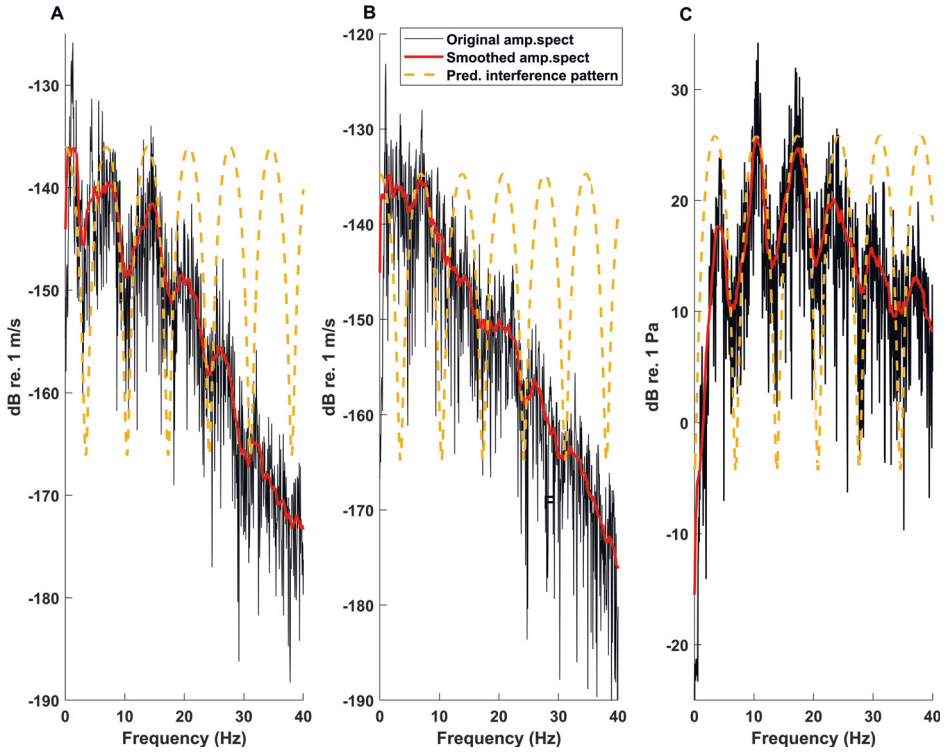 A
B
C
Original amp.spect
Smoothed amp.spect
Pred. interference pattern
dB re. 1 m/s
-130
-140
-150
-160
-170
-180
-190
0
10
20
30
40
Frequency (Hz)
dB re. 1 m/s
-120
-130
-140
-150
-160
-170
-180
-190
F
0
10
20
30
40
Frequency (Hz)
dB re. 1 Pa
30
20
10
0
-10
-20
0
10
20
30
40
Frequency (Hz)